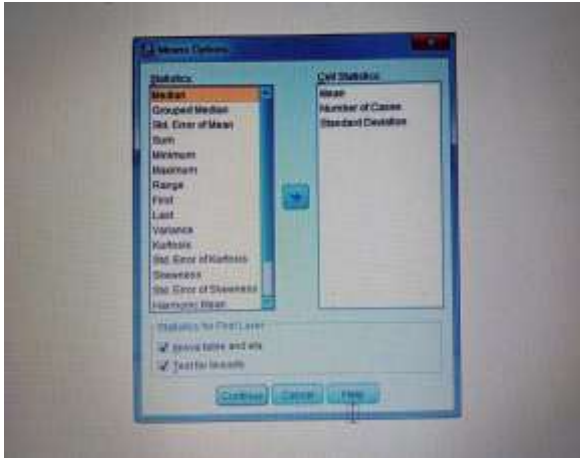 Means: Options
Statistics:
Median
Grouped Median
Std. Error of Mean
Sum
Minimum
Maximum
Range
First
Last
Variance
Kurtosis
Std. Error of Kurtosis
Skewness
Std. Error of Skewness
Harmonic Mean
Cell Statistics:
Mean
Number of Cases
Standard Deviation
Statistics for First Layer
Anova table and eta
Test for linearity
Continue
Cancel
Help